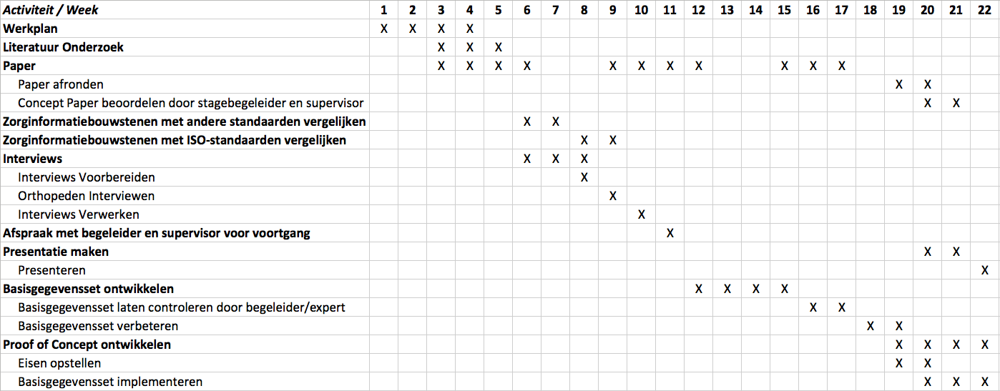 Activiteit / Week 1 2 3 4 5 6 7 8 9 10 11 12 13 14 15 16 17 18 19 20 21 22
Werkplan X X X X
Literatuur Onderzoek X X X
Paper X X X X X X X X X X X
Paper afronden X X
Concept Paper beoordelen door stagebegeleider en supervisor X X
Zorginformatiebouwstenen met andere standaarden vergelijken X X
Zorginformatiebouwstenen met ISO-standaarden vergelijken X X
Interviews X X X
Interviews Voorbereiden X
Orthopeden Interviewen X
Interviews Verwerken X
Afspraak met begeleider en supervisor voor voortgang X
Presentatie maken X X
Presenteren X
Basisgegevensset ontwikkelen X X X X
Basisgegevensset laten controleren door begeleider/expert X X
Basisgegevensset verbeteren X X
Proof of Concept ontwikkelen X X X X
Eisen opstellen X X
Basisgegevensset implementeren X X X